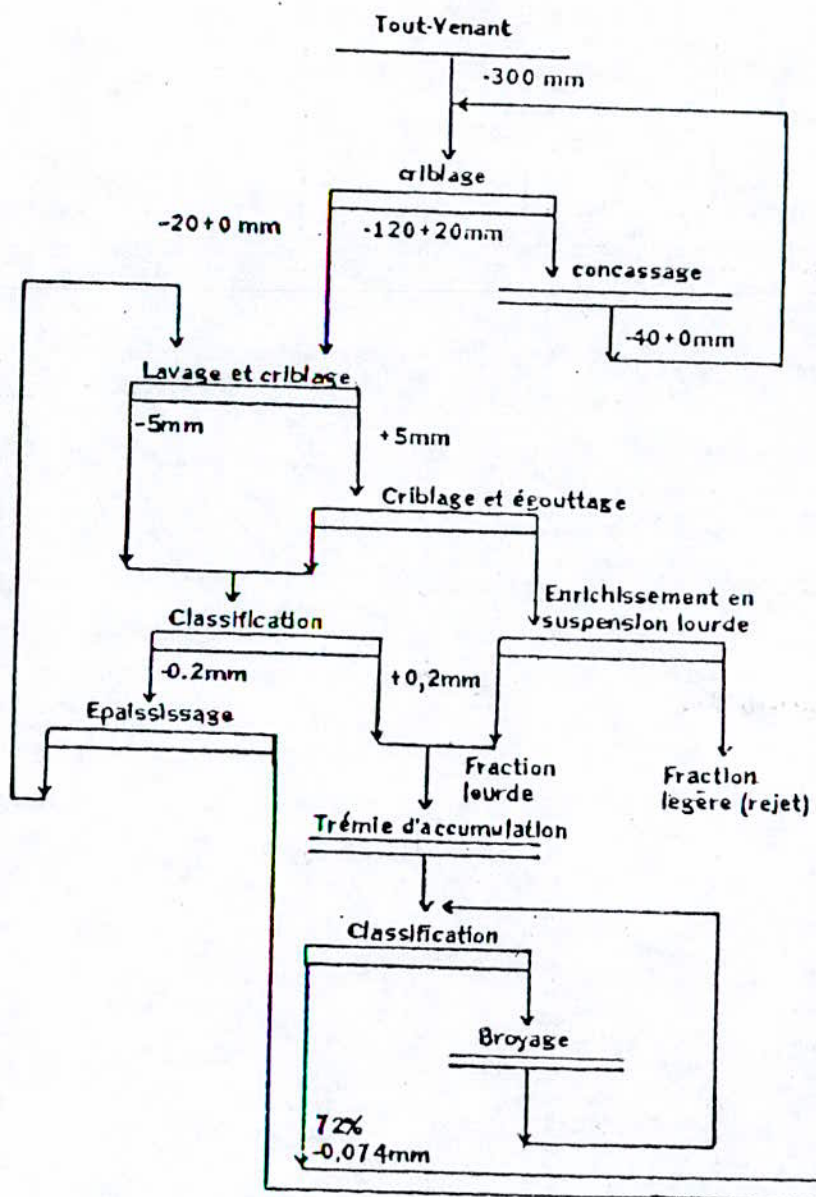 Tout-Venant
-300 mm
criblage
-20+0 mm
-120+20mm
concassage
-40+0mm
Lavage et criblage
-5mm
+5mm
Criblage et égouttage
Enrichissement en
suspension lourde
Classification
-0.2mm
+0,2mm
Epaississage
Fraction
lourde
Fraction
légère (rejet)
Trémie d'accumulation
Classification
Broyage
72%
-0,074mm